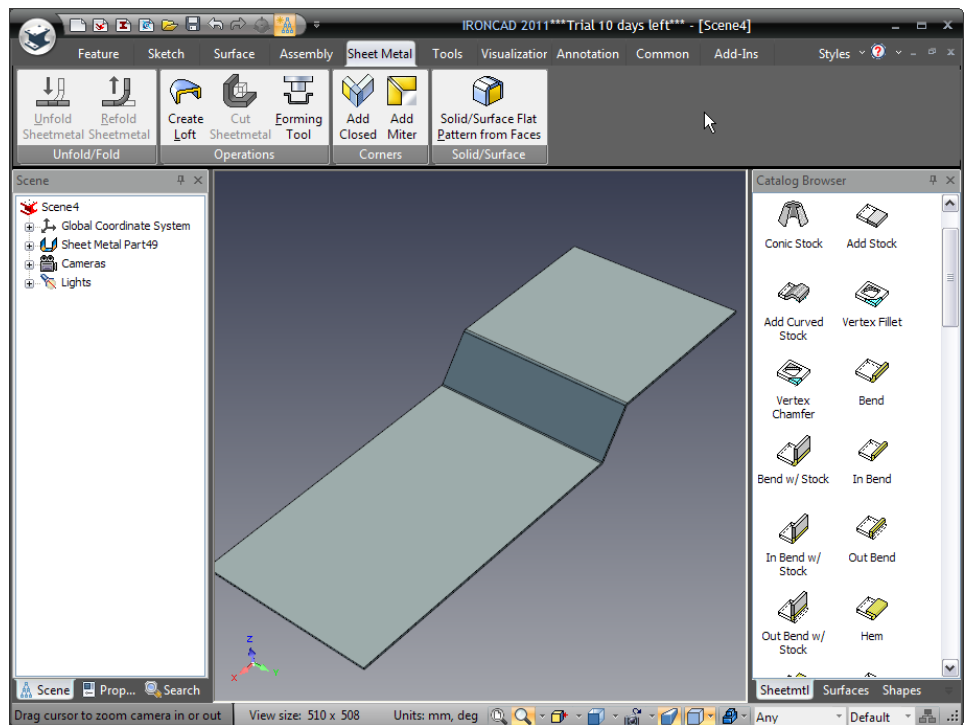 IRONCAD 2011***Trial 10 days left*** - [Scene4]
Feature Sketch Surface Assembly Sheet Metal Tools Visualizatior Annotation Common Add-Ins Styles
Unfold Sheetmetal
Refold Sheetmetal
Create Loft
Cut Sheetmetal
Forming Tool
Add Closed
Add Miter
Solid/Surface Flat Pattern from Faces
Unfold/Fold Operations Corners Solid/Surface
Scene
Scene4
Global Coordinate System
Sheet Metal Part49
Cameras
Lights
Z
X
Catalog Browser
Conic Stock Add Stock
Add Curved Stock
Vertex Fillet
Vertex Chamfer
Bend
Bend w/ Stock In Bend
In Bend w/ Stock
Out Bend
Out Bend w/ Stock
Hem
Scene Prop... Search
Sheetmtl Surfaces Shapes
Drag cursor to zoom camera in or out View size: 510 x 508 Units: mm, deg Any Default